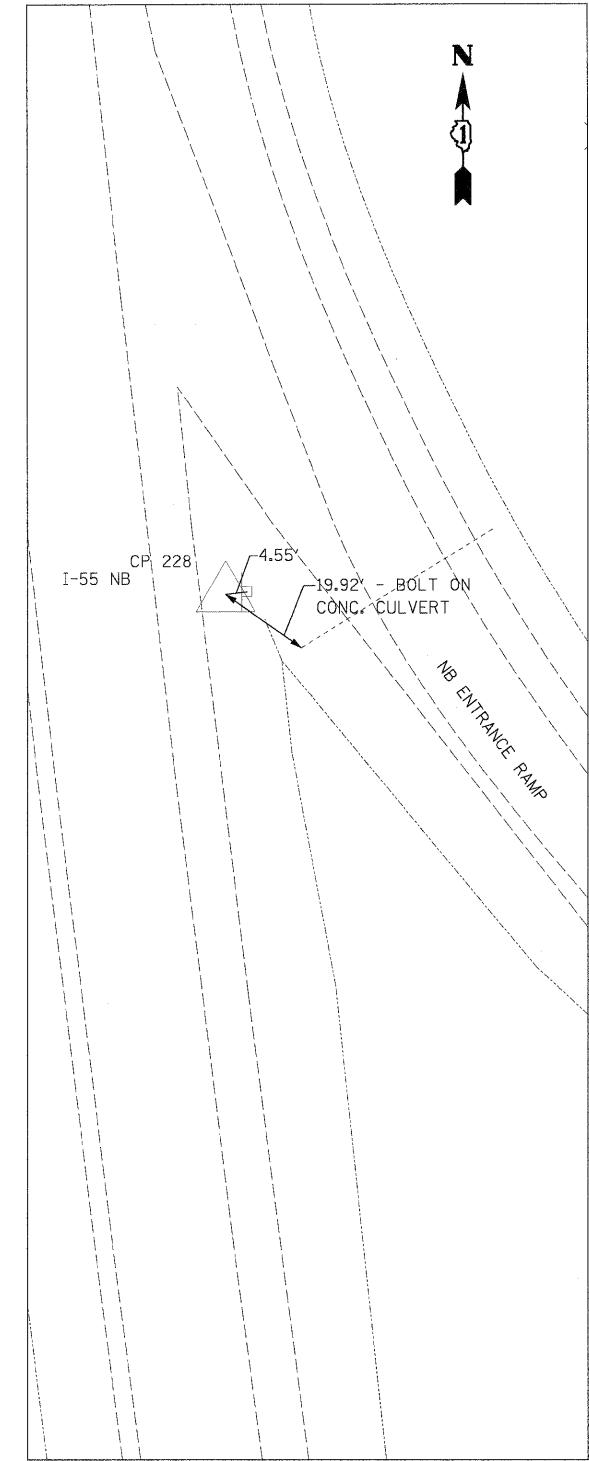 N
1
CP 228
I-55 NB
4.55'
19.92' - BOLT ON
CONC. CULVERT
NB ENTRANCE RAMP